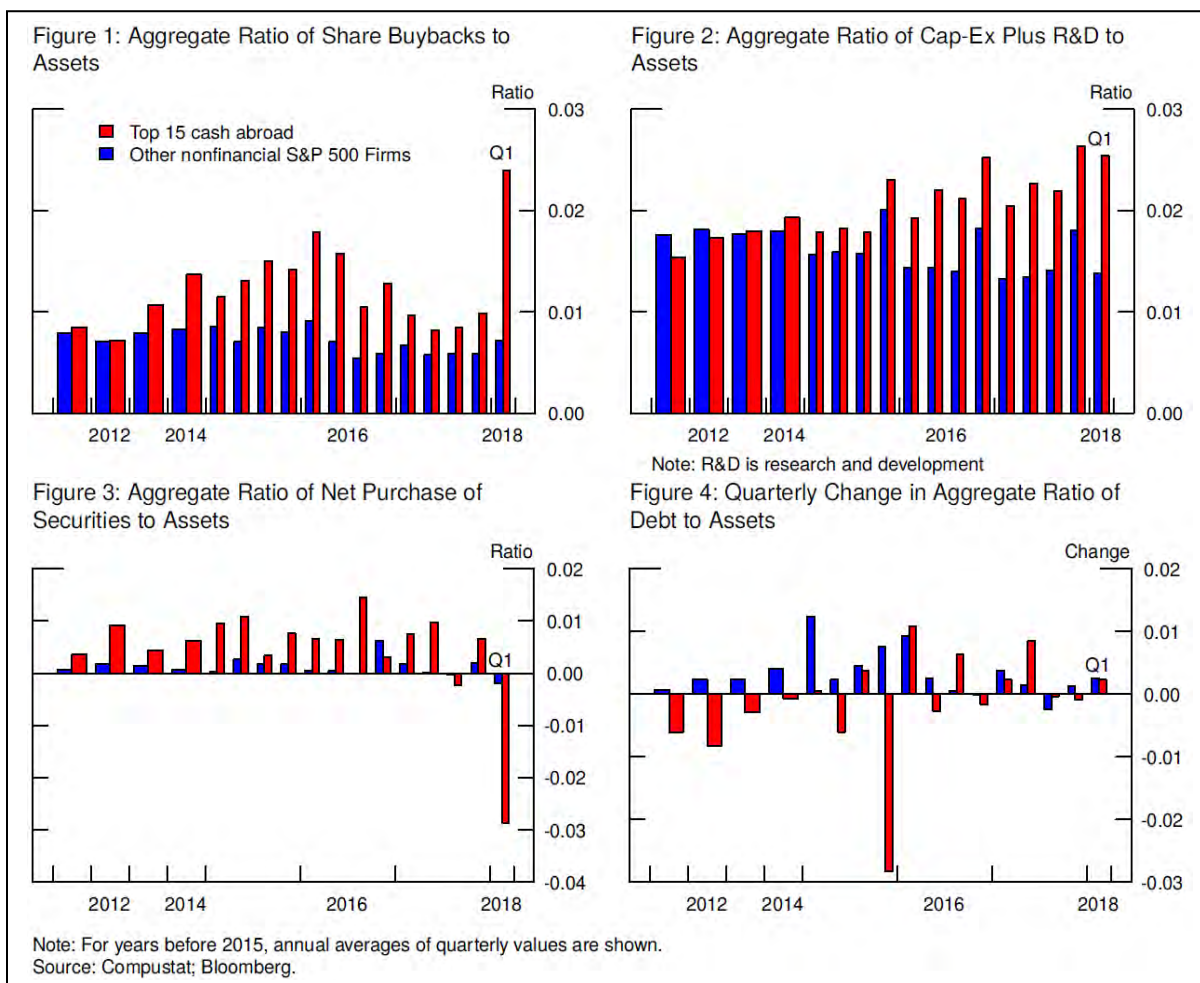 Figure 1: Aggregate Ratio of Share Buybacks to
Assets
Ratio
0.03
Top 15 cash abroad
Other nonfinancial S&P 500 Firms
Q1
0.02
0.01
0.00
2012
2014
2016
2018
Figure 2: Aggregate Ratio of Cap-Ex Plus R&D to
Assets
Ratio
0.03
Q1
0.02
0.01
0.00
2012
2014
2016
2018
Note: R&D is research and development
Figure 3: Aggregate Ratio of Net Purchase of
Securities to Assets
Ratio
0.02
0.01
Q1
0.00
-0.01
-0.02
-0.03
-0.04
2012
2014
2016
2018
Figure 4: Quarterly Change in Aggregate Ratio of
Debt to Assets
Change
0.02
0.01
Q1
0.00
-0.01
-0.02
-0.03
2012
2014
2016
2018
Note: For years before 2015, annual averages of quarterly values are shown.
Source: Compustat; Bloomberg.